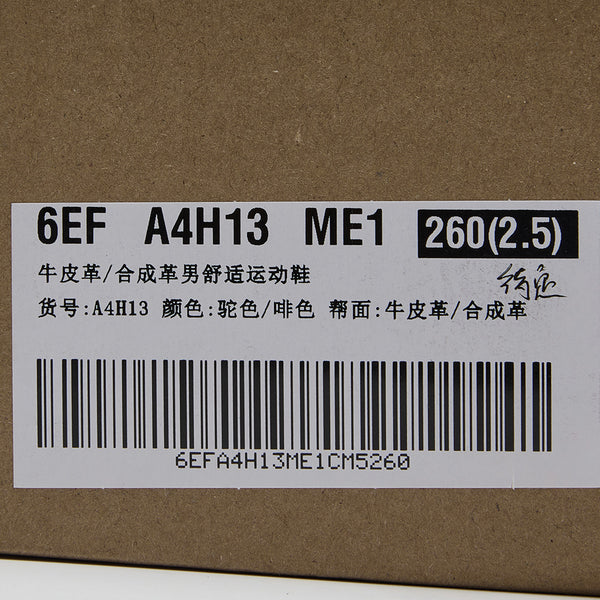 6EF A4H13 ME1 260(2.5)
牛皮革/合成革男舒适运动鞋
货号:A4H13 颜色:驼色/啡色 帮面:牛皮革/合成革
6EFA4H13ME1CM5260